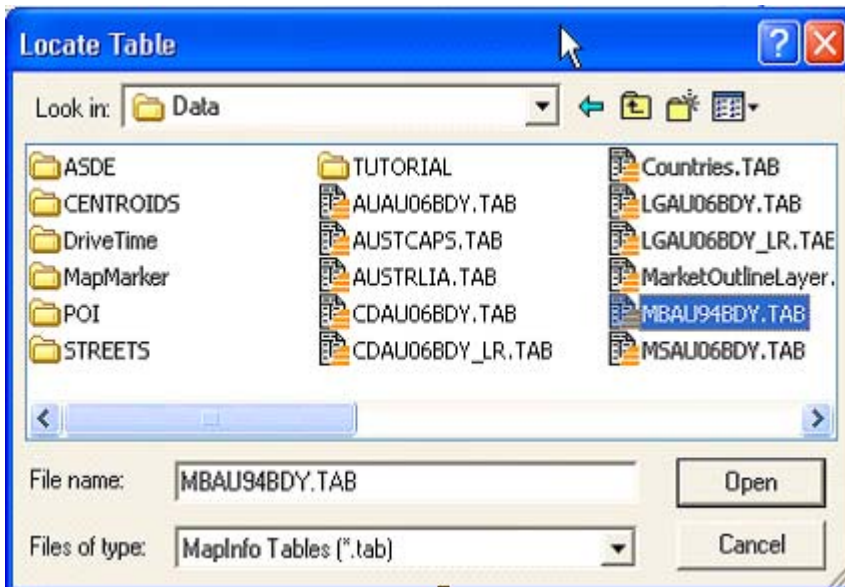 Locate Table
Look in: Data
ASDE
CENTROIDS
DriveTime
MapMarker
POI
STREETS
TUTORIAL
AUAU06BDY.TAB
AUSTCAPS.TAB
AUSTRLIA.TAB
CDAU06BDY.TAB
CDAU06BDY_LR.TAB
Countries.TAB
LGAU06BDY.TAB
LGAU06BDY_LR.TAB
MarketOutlineLayer.
MBAU94BDY.TAB
MSAU06BDY.TAB
File name: MBAU94BDY.TAB
Open
Files of type: MapInfo Tables (*.tab)
Cancel